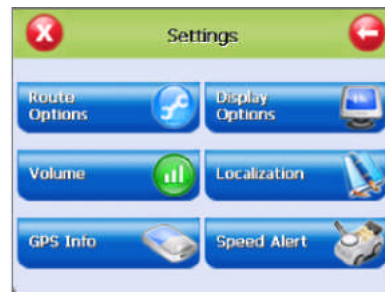 Settings
Route
Options
Display
Options
Volume
Localization
GPS Info
Speed Alert